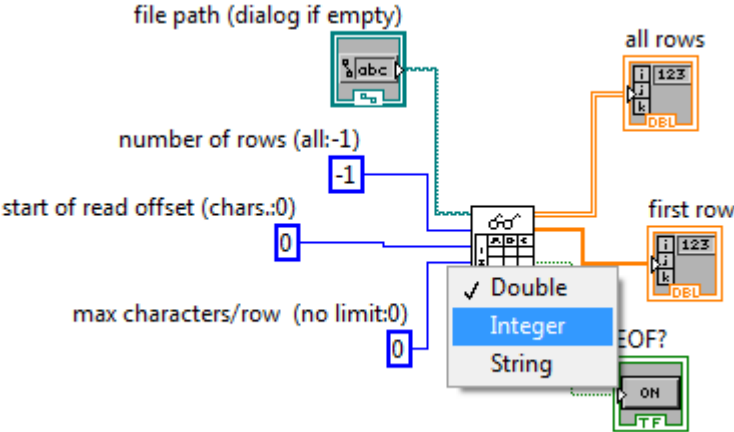 file path (dialog if empty)
abc
all rows
i
123
j
k
DBL
number of rows (all:-1)
-1
start of read offset (chars.:0)
0
first row
i
123
j
k
DBL
A B C
Double
Integer
String
max characters/row (no limit:0)
0
EOF?
ON
TF